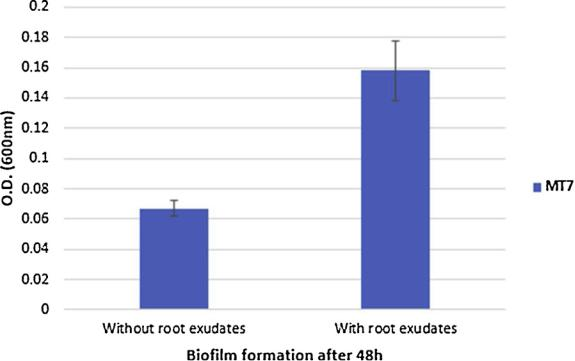 0.2
0.18
0.16
0.14
0.12
0.1
0.08
0.06
0.04
0.02
0
O.D. (600nm)
Without root exudates
With root exudates
Biofilm formation after 48h
MT7